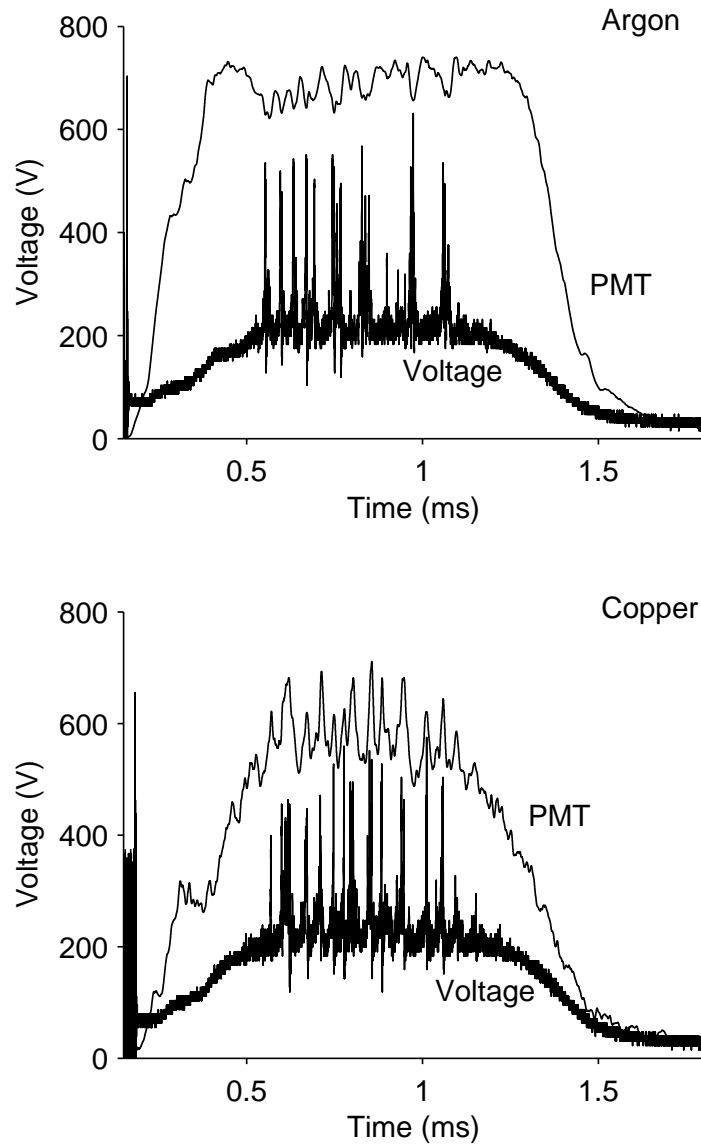 Argon
800
600
400
200
0
Voltage (V)
PMT
Voltage
0.5 1 1.5
Time (ms)
Copper
800
600
400
200
0
Voltage (V)
PMT
Voltage
0.5 1 1.5
Time (ms)